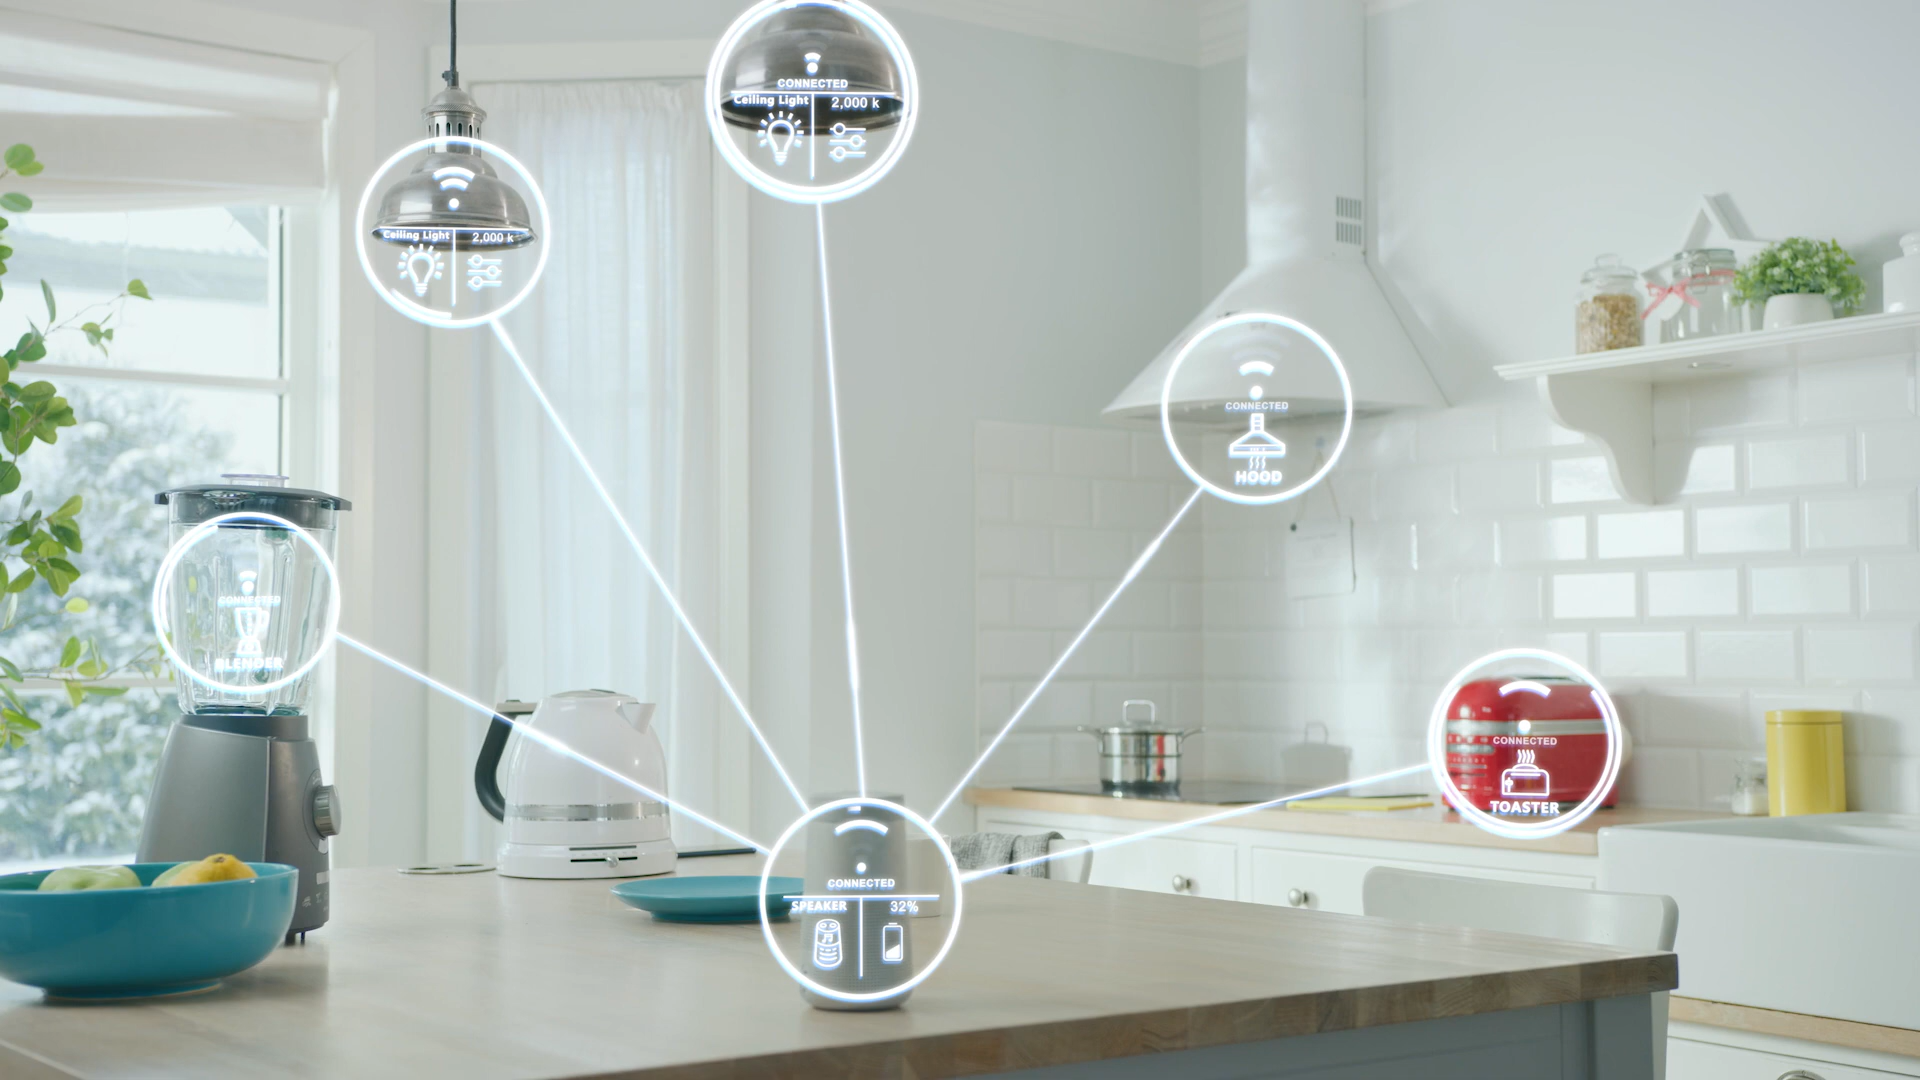 CONNECTED
Ceiling Light 2,000 k
Ceiling Light 2,000 k
CONNECTED
HOOD
CONNECTED
BLENDER
CONNECTED
TOASTER
CONNECTED
SPEAKER 32%